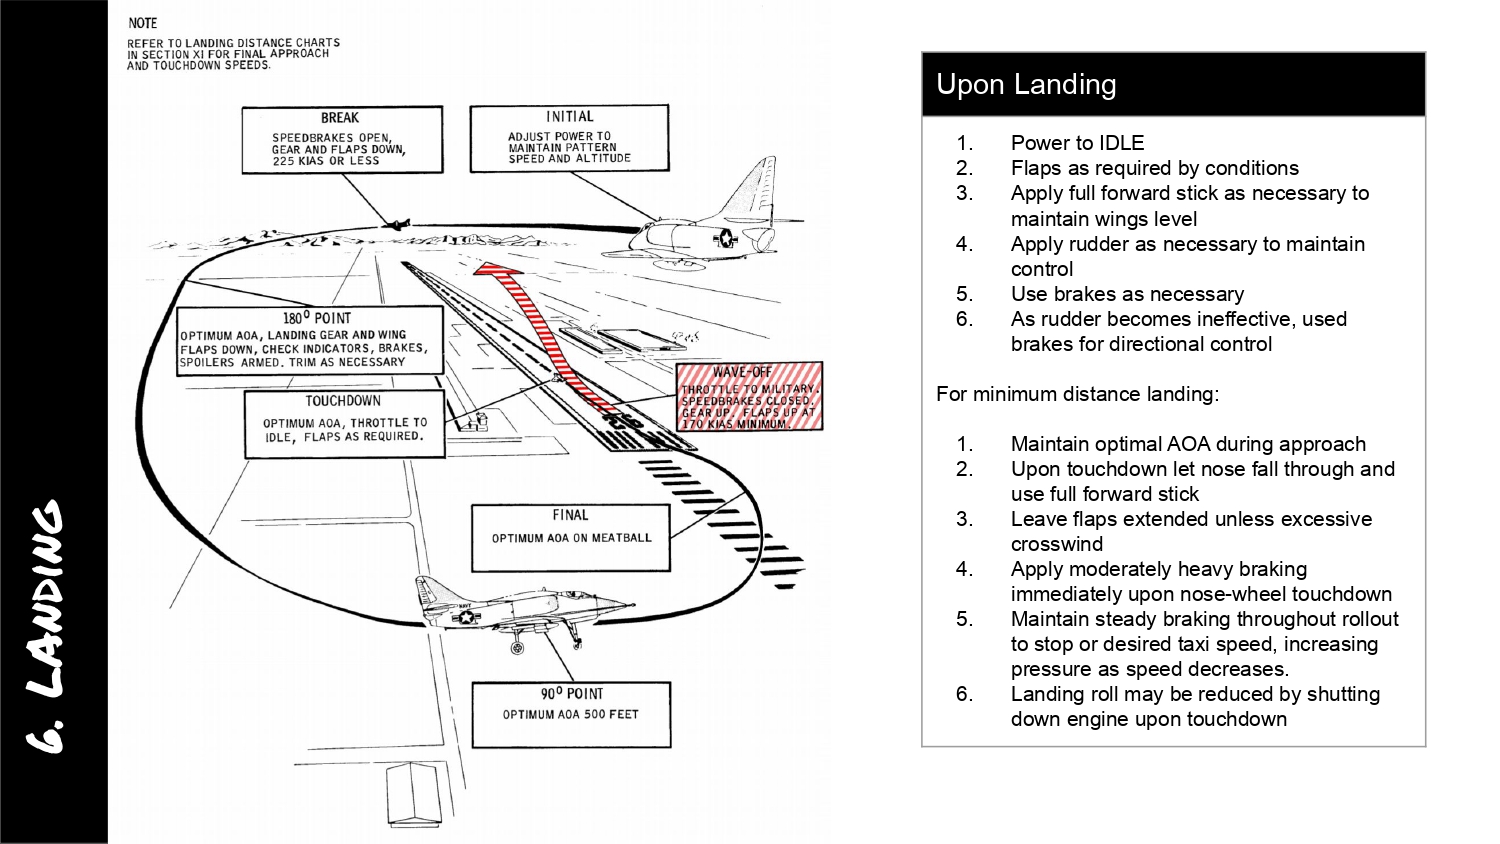 NOTE
REFER TO LANDING DISTANCE CHARTS
IN SECTION XI FOR FINAL APPROACH
AND TOUCHDOWN SPEEDS.
BREAK
SPEEDBRAKES OPEN,
GEAR AND FLAPS DOWN,
225 KIAS OR LESS
INITIAL
ADJUST POWER TO
MAINTAIN PATTERN
SPEED AND ALTITUDE
180⁰ POINT
OPTIMUM AOA, LANDING GEAR AND WING
FLAPS DOWN, CHECK INDICATORS, BRAKES,
SPOILERS ARMED. TRIM AS NECESSARY
WAVE-OFF
THROTTLE TO MILITARY.
SPEEDBRAKES CLOSED.
GEAR UP. FLAPS UP AT
170 KIAS MINIMUM.
TOUCHDOWN
OPTIMUM AOA, THROTTLE TO
IDLE, FLAPS AS REQUIRED.
FINAL
OPTIMUM AOA ON MEATBALL
NAVY
90⁰ POINT
OPTIMUM AOA 500 FEET
6. LANDING
Upon Landing
1. Power to IDLE
2. Flaps as required by conditions
3. Apply full forward stick as necessary to
maintain wings level
4. Apply rudder as necessary to maintain
control
5. Use brakes as necessary
6. As rudder becomes ineffective, used
brakes for directional control
For minimum distance landing:
1. Maintain optimal AOA during approach
2. Upon touchdown let nose fall through and
use full forward stick
3. Leave flaps extended unless excessive
crosswind
4. Apply moderately heavy braking
immediately upon nose-wheel touchdown
5. Maintain steady braking throughout rollout
to stop or desired taxi speed, increasing
pressure as speed decreases.
6. Landing roll may be reduced by shutting
down engine upon touchdown